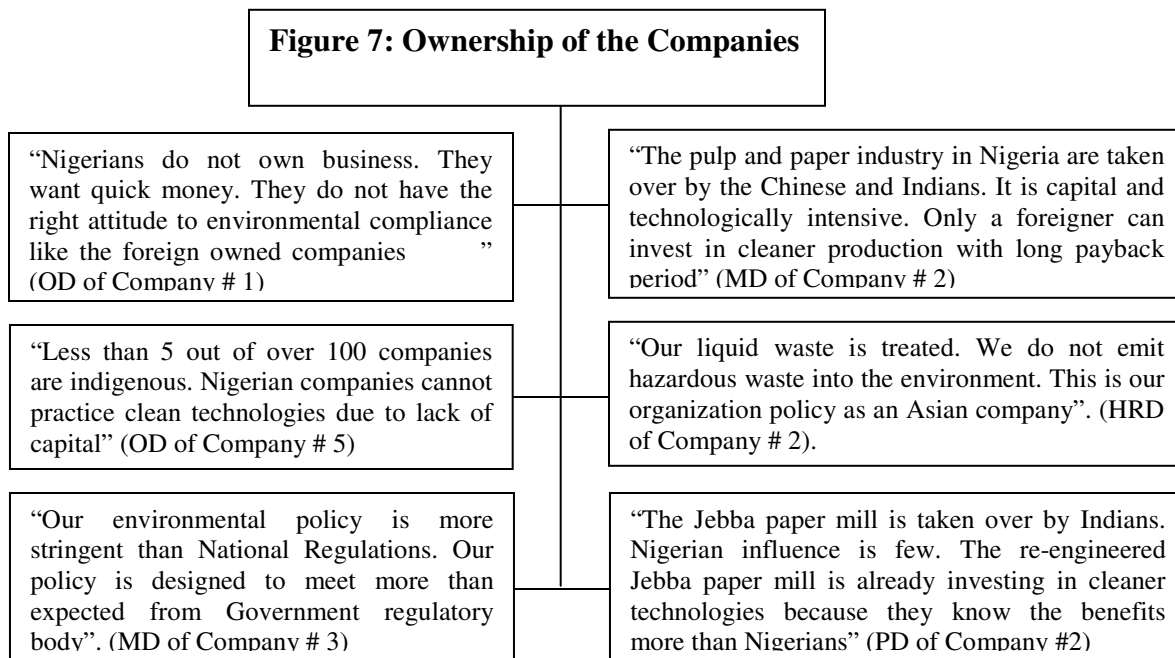 Figure 7: Ownership of the Companies
“Nigerians do not own business. They
want quick money. They do not have the
right attitude to environmental compliance
like the foreign owned companies ”
(OD of Company # 1)
“The pulp and paper industry in Nigeria are taken
over by the Chinese and Indians. It is capital and
technologically intensive. Only a foreigner can
invest in cleaner production with long payback
period” (MD of Company # 2)
“Less than 5 out of over 100 companies
are indigenous. Nigerian companies cannot
practice clean technologies due to lack of
capital” (OD of Company # 5)
“Our liquid waste is treated. We do not emit
hazardous waste into the environment. This is our
organization policy as an Asian company”. (HRD
of Company # 2).
“Our environmental policy is more
stringent than National Regulations. Our
policy is designed to meet more than
expected from Government regulatory
body”. (MD of Company # 3)
“The Jebba paper mill is taken over by Indians.
Nigerian influence is few. The re-engineered
Jebba paper mill is already investing in cleaner
technologies because they know the benefits
more than Nigerians” (PD of Company #2)